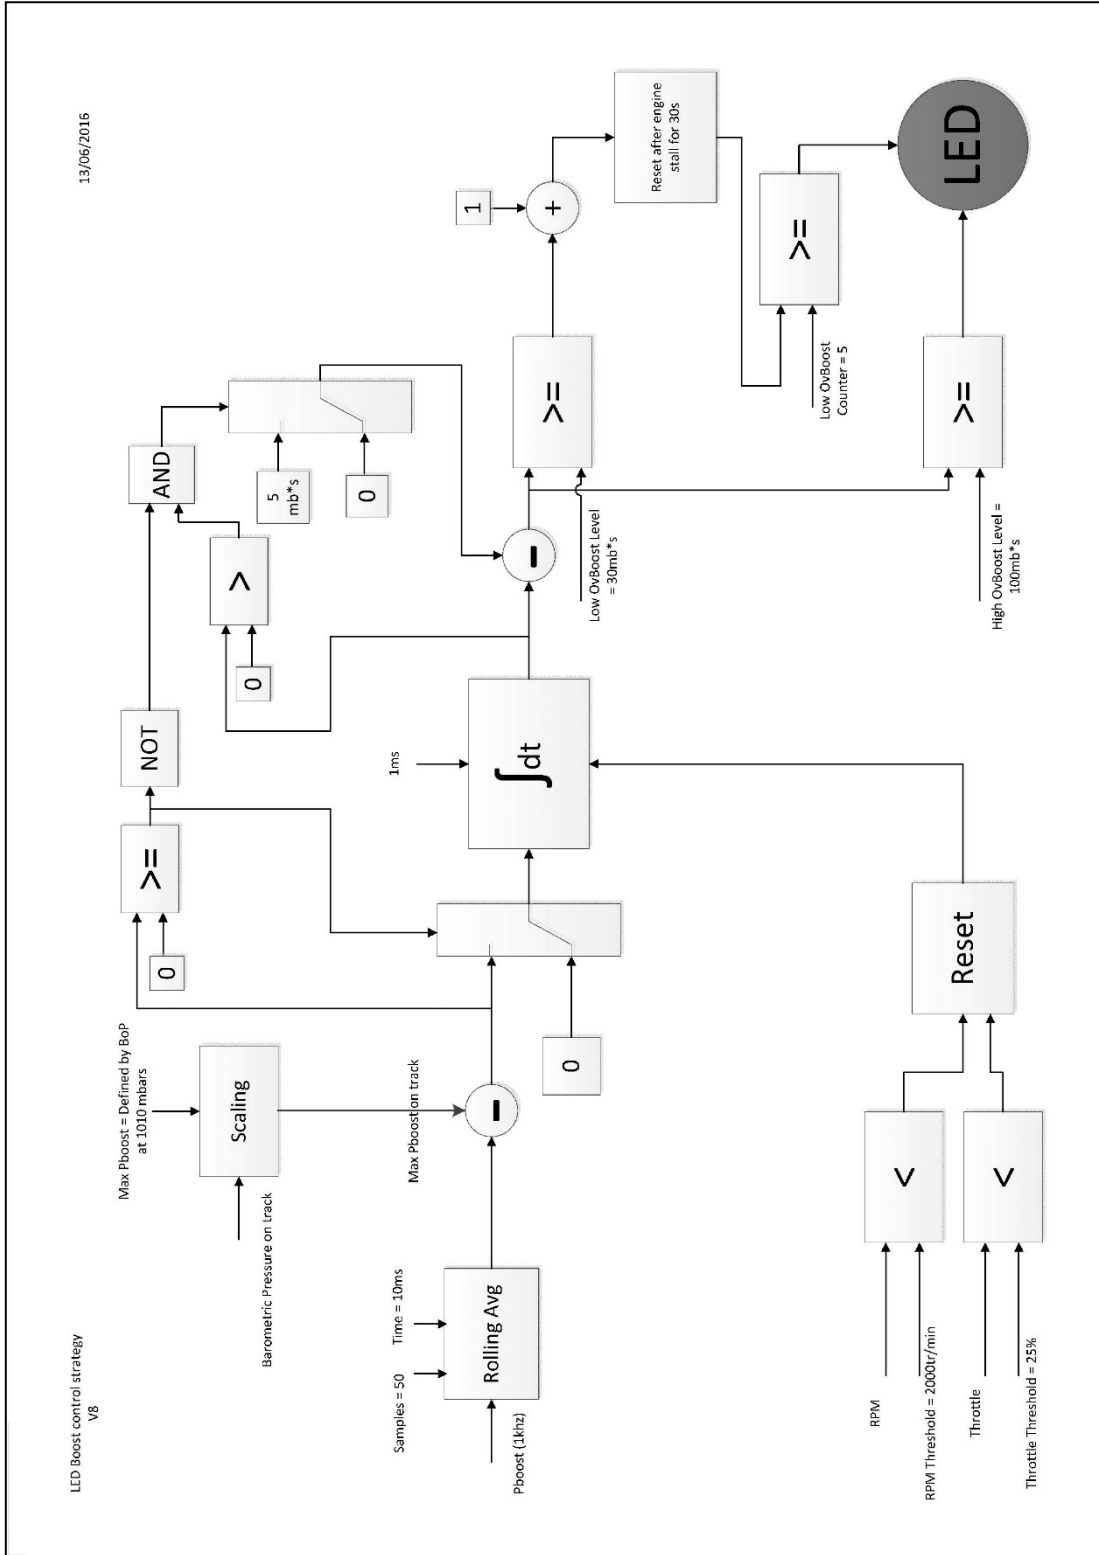 LED Boost control strategy
V8
13/06/2016
Max Pboost = Defined by BoP
at 1010 mbars
Scaling
Barometric Pressure on track
Max Pboost on track
Samples = 50
Time = 10ms
Rolling Avg
Pboost (1khz)
-
0
>=
0
NOT
AND
>
0
5
mb*s
0
1ms
∫dt
-
Low OvBoost Level
= 30mb*s
>=
1
+
Reset after engine
stall for 30s
>=
Low OvBoost
Counter = 5
LED
>=
High OvBoost Level =
100mb*s
RPM
RPM Threshold = 2000tr/min
<
Throttle
Throttle Threshold = 25%
<
Reset